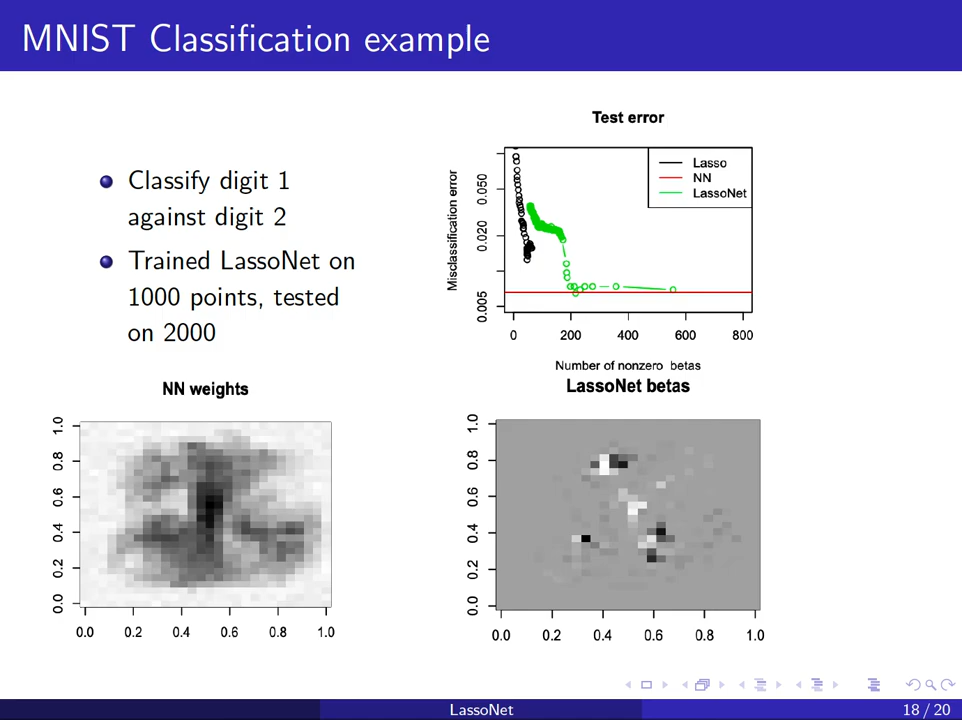 MNIST Classification example
Classify digit 1
against digit 2
Trained LassoNet on
1000 points, tested
on 2000
Test error
Misclassification error
0.050
0.020
0.005
Lasso
NN
LassoNet
0 200 400 600 800
Number of nonzero betas
NN weights
1.0
0.8
0.6
0.4
0.2
0.0
0.0 0.2 0.4 0.6 0.8 1.0
LassoNet betas
1.0
0.8
0.6
0.4
0.2
0.0
0.0 0.2 0.4 0.6 0.8 1.0
LassoNet
18 / 20